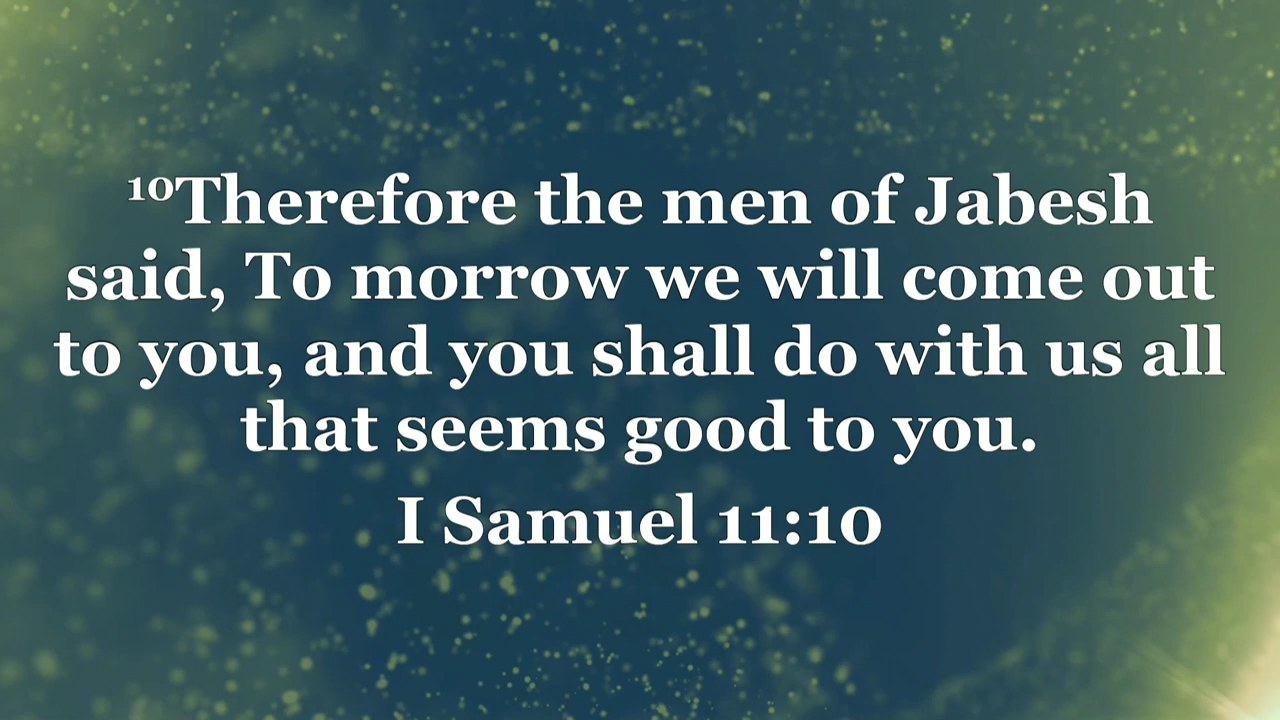 ¹⁰Therefore the men of Jabesh
said, To morrow we will come out
to you, and you shall do with us all
that seems good to you.
I Samuel 11:10